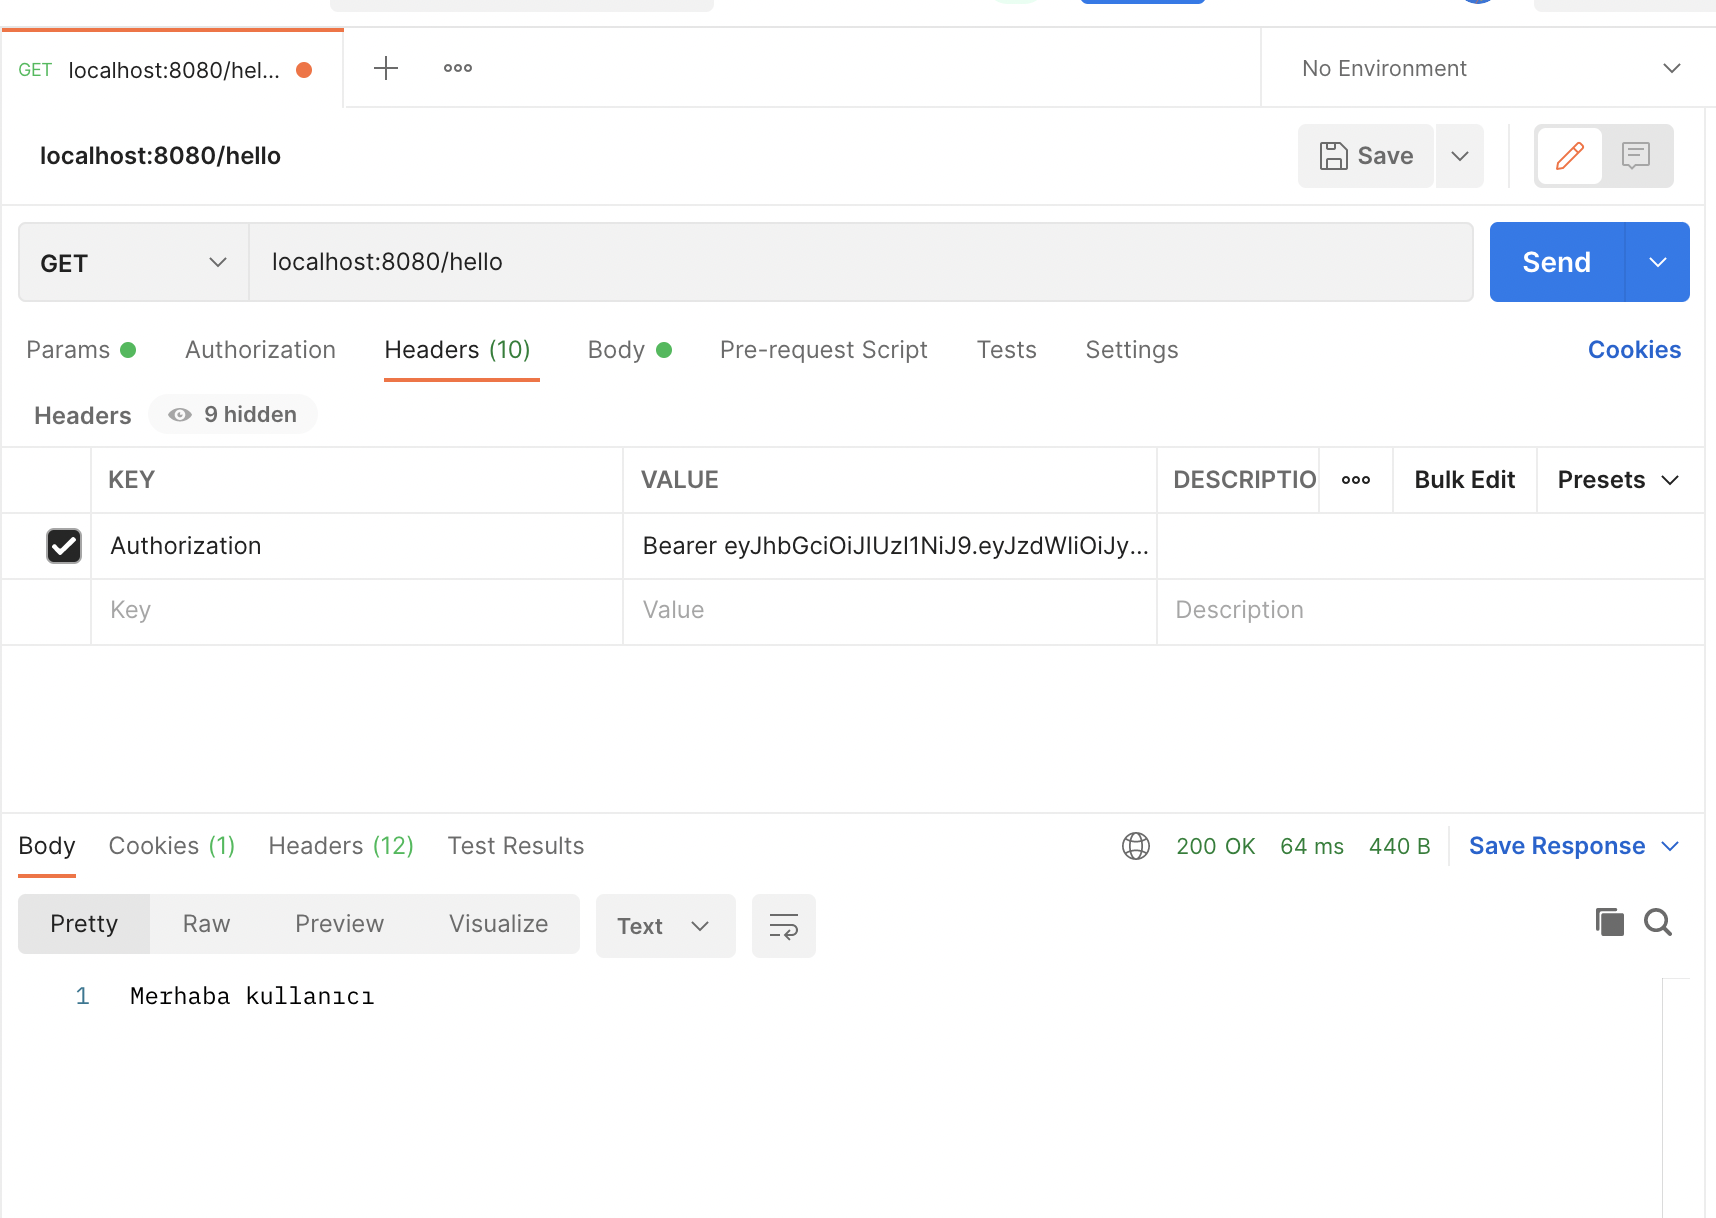 GET localhost:8080/hel... No Environment
localhost:8080/hello Save
GET localhost:8080/hello Send
Params Authorization Headers (10) Body Pre-request Script Tests Settings Cookies
Headers 9 hidden
KEY VALUE DESCRIPTIO Bulk Edit Presets
Authorization Bearer eyJhbGciOiJIUzI1NiJ9.eyJzdWIiOiJy...
Key Value Description
Body Cookies (1) Headers (12) Test Results 200 OK 64 ms 440 B Save Response
Pretty Raw Preview Visualize Text
1 Merhaba kullanıcı